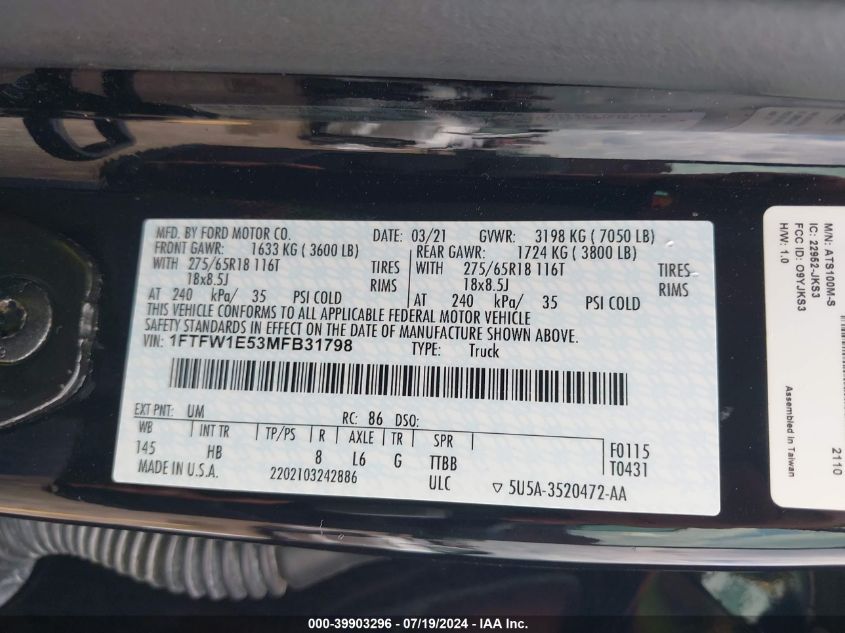 MFD. BY FORD MOTOR CO.
DATE: 03/21 GVWR: 3198 KG ( 7050 LB)
FRONT GAWR: 1633 KG ( 3600 LB)
WITH 275/65R18 116T TIRES
18x8.5J RIMS
AT 240 kPa/ 35 PSI COLD
REAR GAWR: 1724 KG ( 3800 LB)
WITH 275/65R18 116T TIRES
18x8.5J RIMS
AT 240 kPa/ 35 PSI COLD
THIS VEHICLE CONFORMS TO ALL APPLICABLE FEDERAL MOTOR VEHICLE
SAFETY STANDARDS IN EFFECT ON THE DATE OF MANUFACTURE SHOWN ABOVE.
VIN: 1FTFW1E53MFB31798 TYPE: Truck
EXT PNT: UM RC: 86 DSO:
WB INT TR TP/PS R AXLE TR SPR
145 HB 8 L6 G TTBB
F0115
T0431
MADE IN U.S.A. 2202103242886 ULC ▽ 5U5A-3520472-AA
M/N: ATS100M-S
IC: 22952-JKS3
FCC ID: O9YJKS3
H/W: 1.0
Assembled in Taiwan
2110
000-39903296 - 07/19/2024 - IAA Inc.